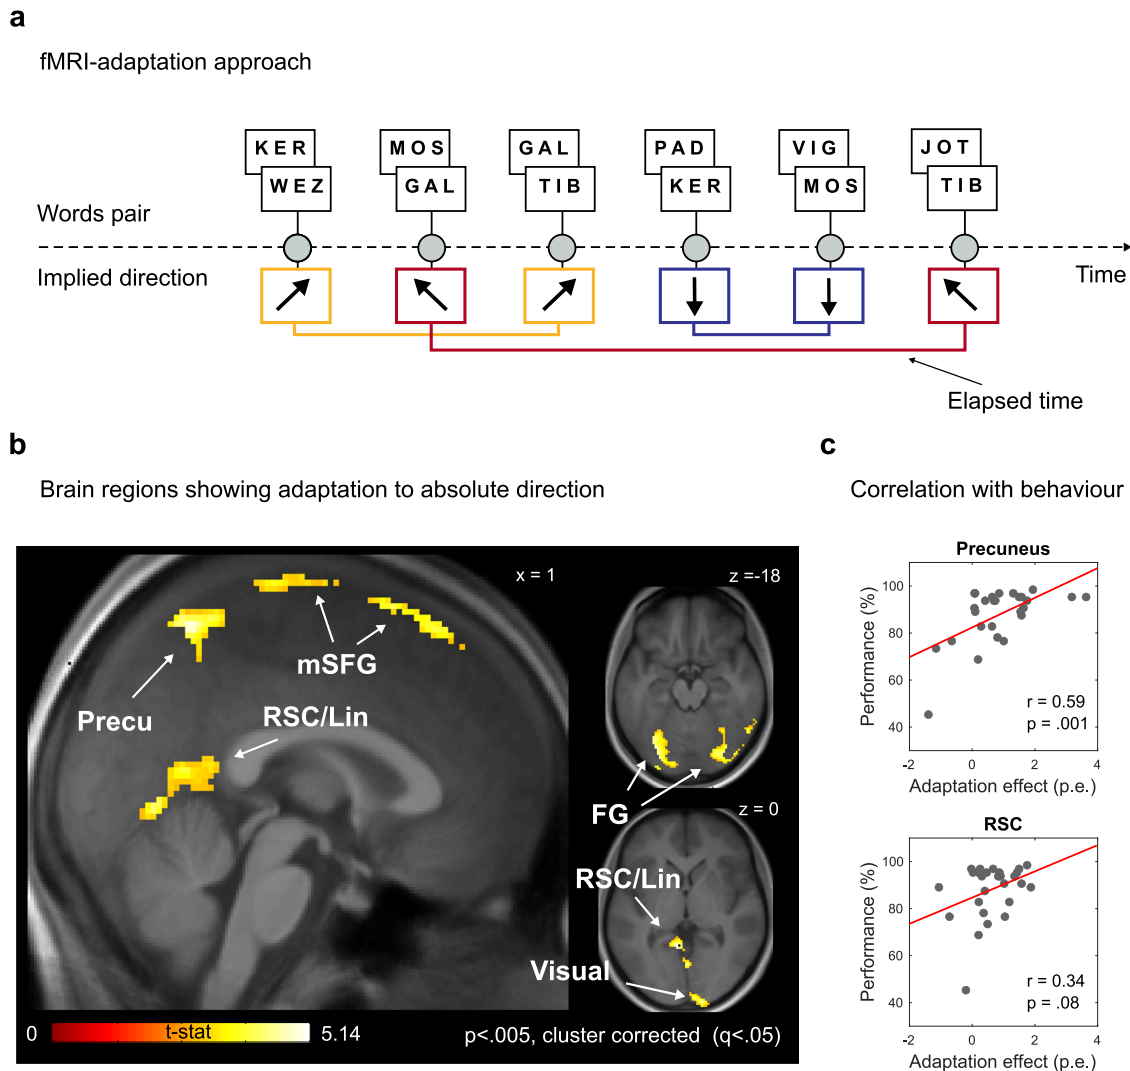 a
fMRI-adaptation approach
KER MOS GAL PAD VIG JOT
WEZ GAL TIB KER MOS TIB
Words pair
Implied direction
Time
Elapsed time
b
Brain regions showing adaptation to absolute direction
x = 1
z =-18
mSFG
Precu
RSC/Lin
FG
z = 0
RSC/Lin
Visual
0 t-stat 5.14
p<.005, cluster corrected (q<.05)
c
Correlation with behaviour
Precuneus
Performance (%)
100
80
60
40
r = 0.59
p = .001
-2 0 2 4
Adaptation effect (p.e.)
RSC
Performance (%)
100
80
60
40
r = 0.34
p = .08
-2 0 2 4
Adaptation effect (p.e.)